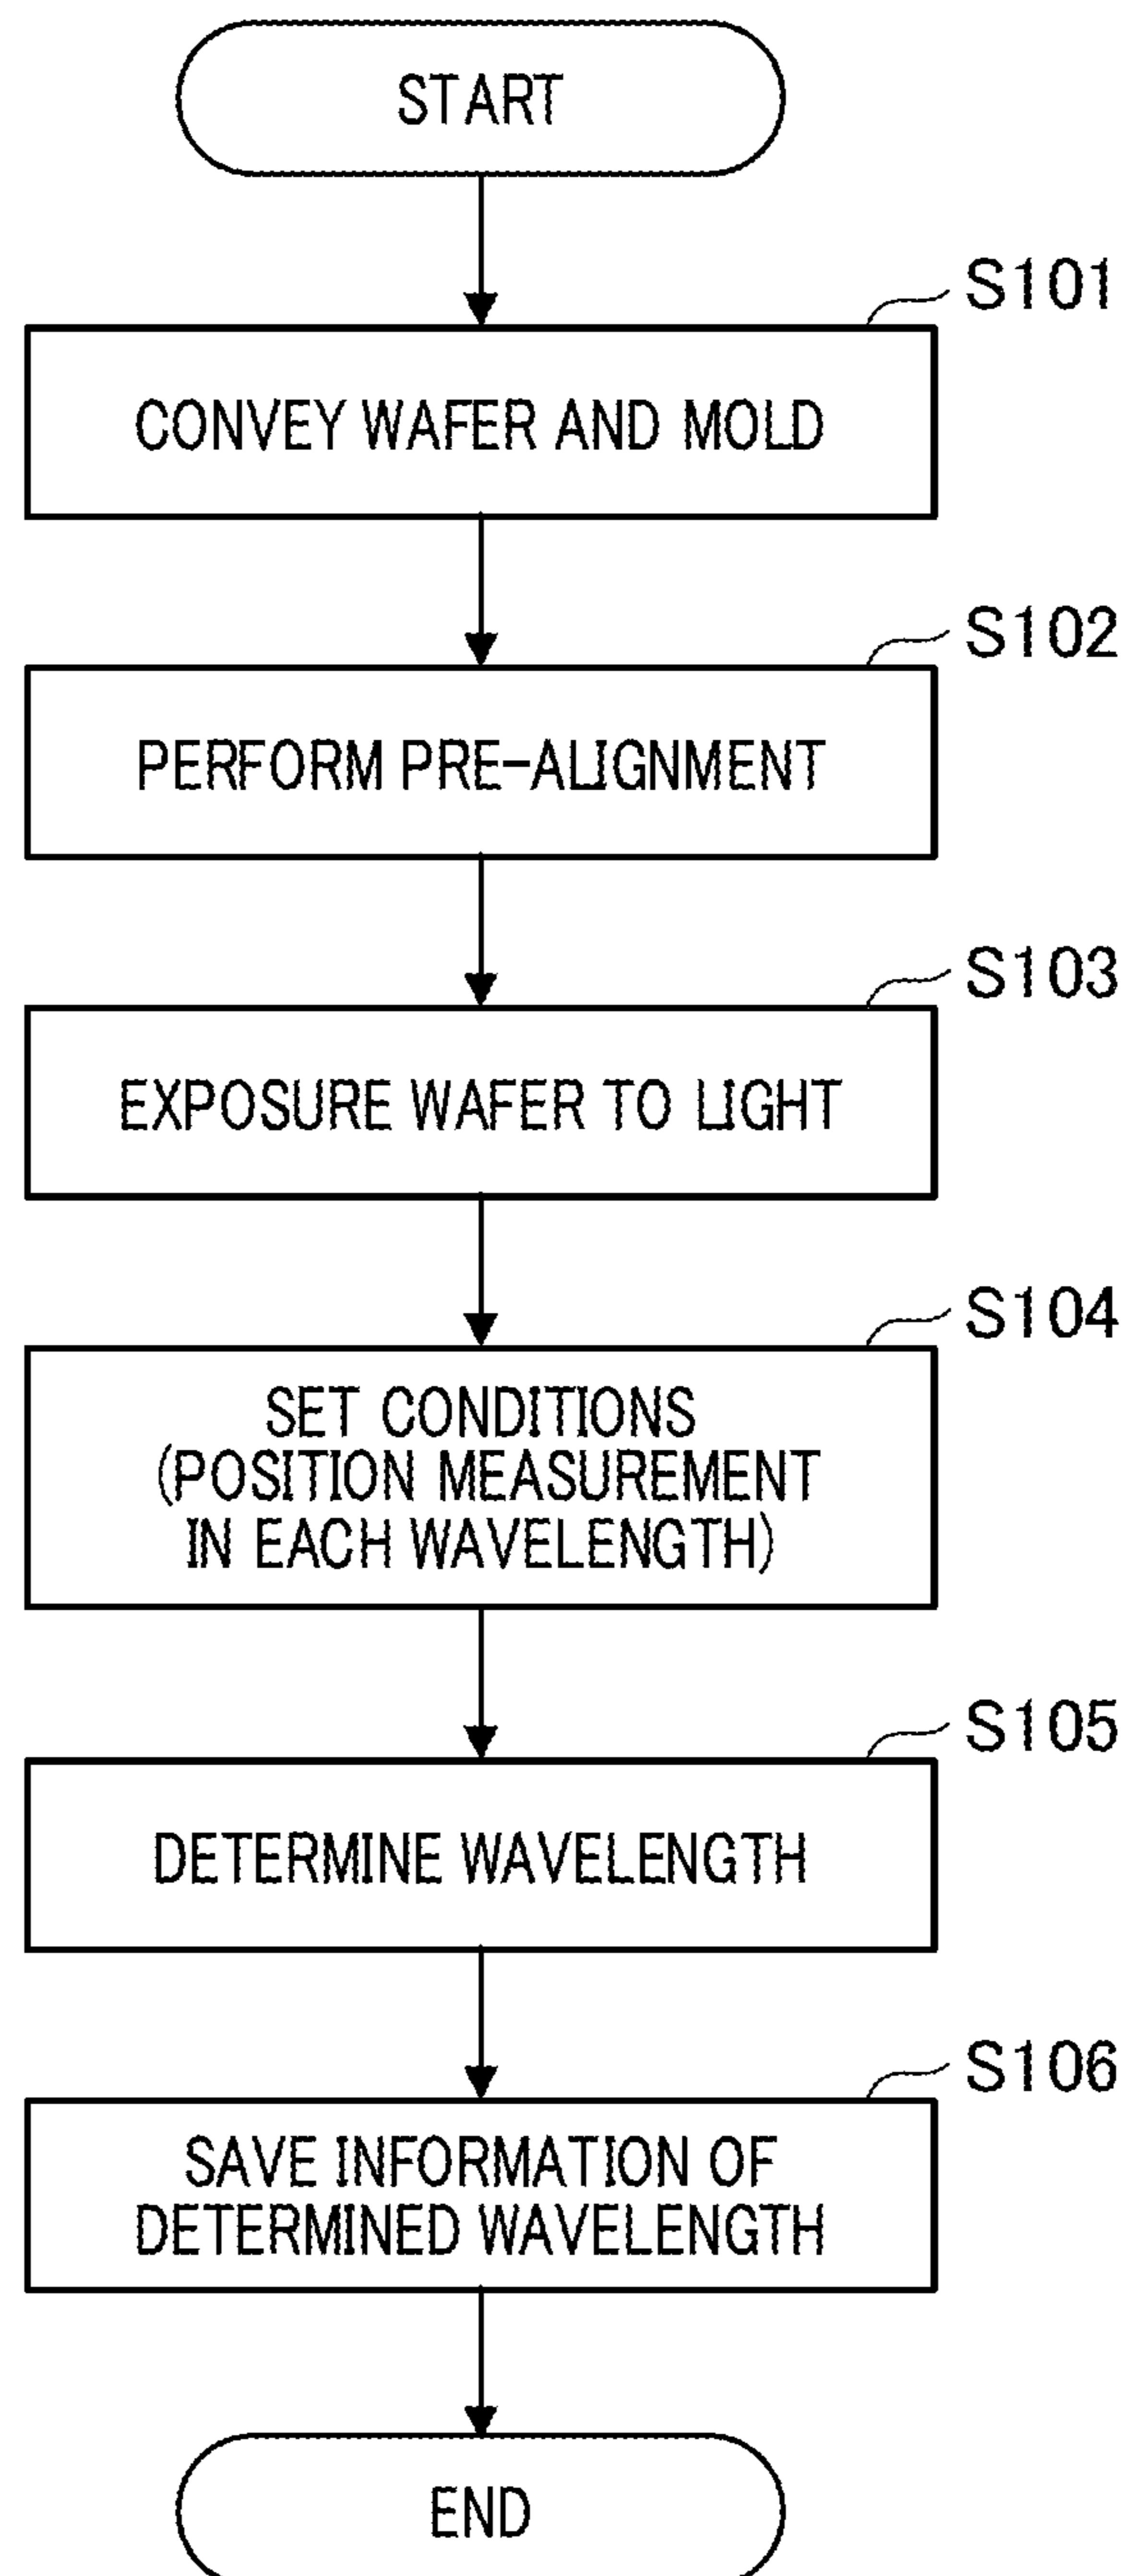 START
S101
CONVEY WAFER AND MOLD
S102
PERFORM PRE-ALIGNMENT
S103
EXPOSURE WAFER TO LIGHT
S104
SET CONDITIONS
(POSITION MEASUREMENT
IN EACH WAVELENGTH)
S105
DETERMINE WAVELENGTH
S106
SAVE INFORMATION OF
DETERMINED WAVELENGTH
END